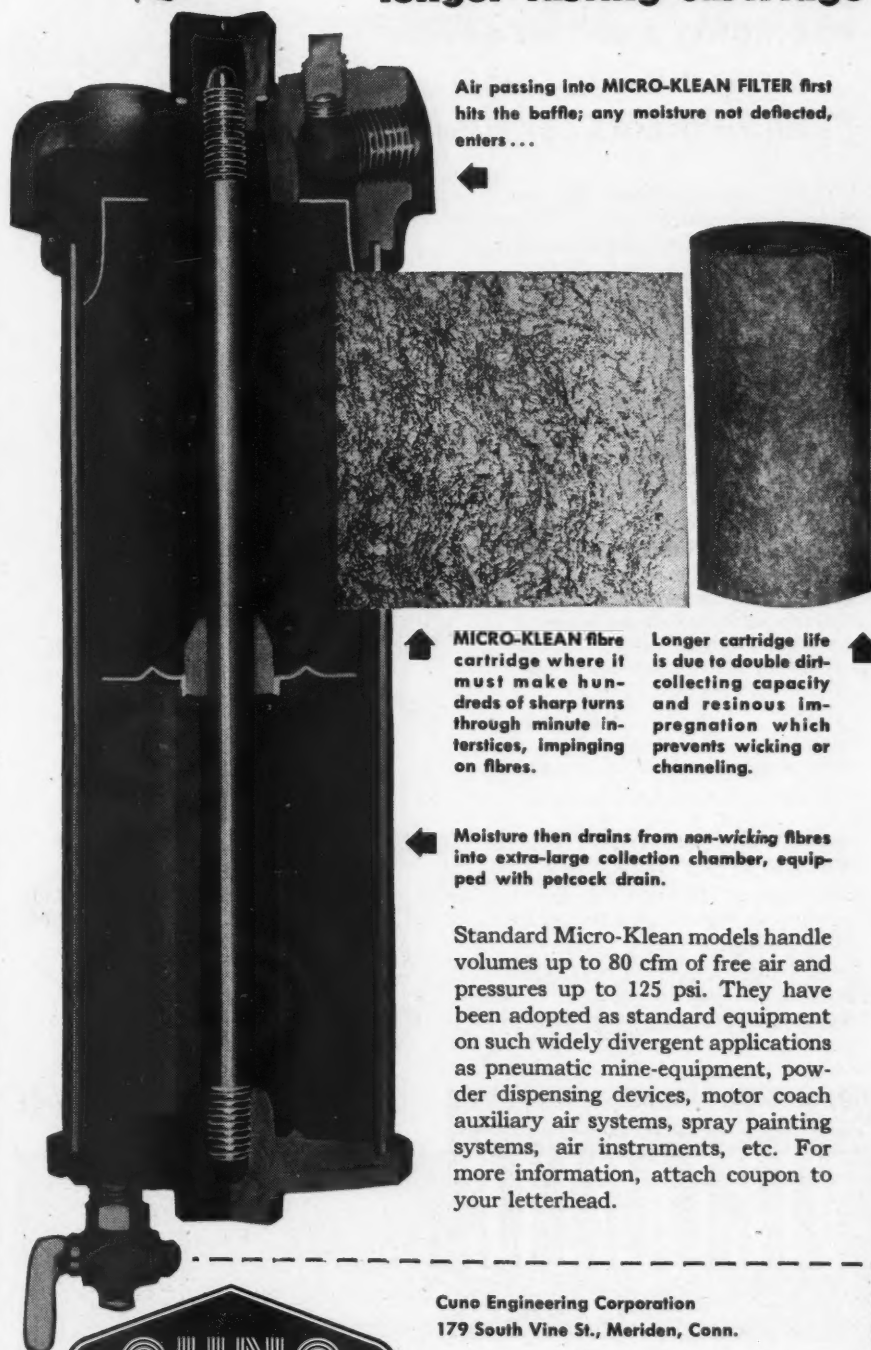 longer lasting cartridge
Air passing into MICRO-KLEAN FILTER first
hits the baffle; any moisture not deflected,
enters...
MICRO-KLEAN fibre
cartridge where it
must make hun-
dreds of sharp turns
through minute in-
terstices, impinging
on fibres.
Longer cartridge life
is due to double dirt-
collecting capacity
and resinous im-
pregnation which
prevents wicking or
channeling.
Moisture then drains from non-wicking fibres
into extra-large collection chamber, equip-
ped with petcock drain.
Standard Micro-Klean models handle
volumes up to 80 cfm of free air and
pressures up to 125 psi. They have
been adopted as standard equipment
on such widely divergent applications
as pneumatic mine-equipment, pow-
der dispensing devices, motor coach
auxiliary air systems, spray painting
systems, air instruments, etc. For
more information, attach coupon to
your letterhead.
Cuno Engineering Corporation
179 South Vine St., Meriden, Conn.
CUNO